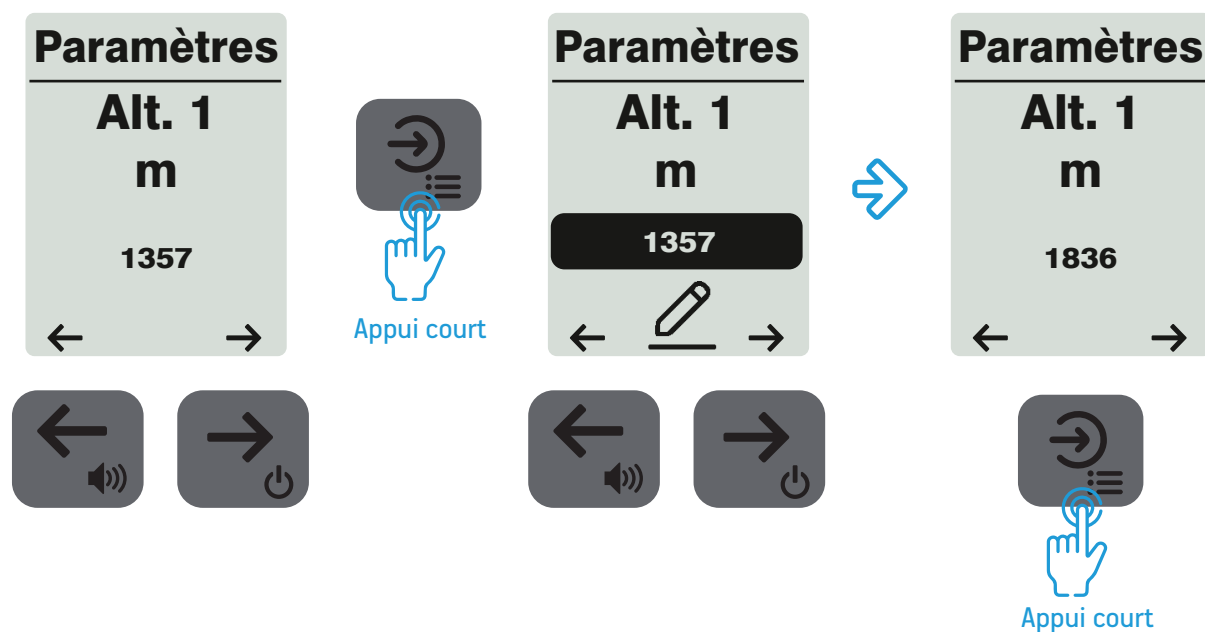 Paramètres
Alt. 1
m
1357
Appui court
Paramètres
Alt. 1
m
1357
Paramètres
Alt. 1
m
1836
Appui court